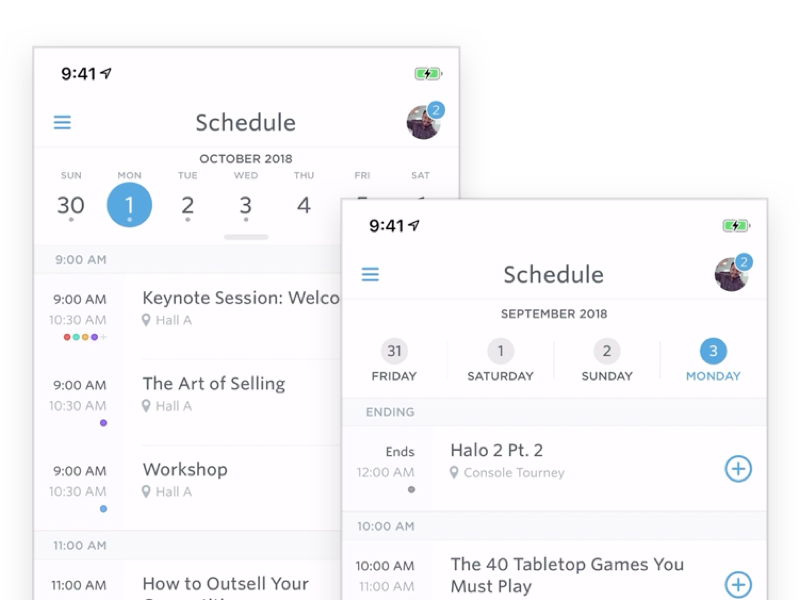 9:41
2
Schedule
OCTOBER 2018
SUN MON TUE WED THU FRI SAT
30 1 2 3 4
9:00 AM
9:00 AM
10:30 AM
Keynote Session: Welco
Hall A
9:00 AM
10:30 AM
The Art of Selling
Hall A
9:00 AM
10:30 AM
Workshop
Hall A
11:00 AM
11:00 AM
How to Outsell Your
9:41
2
Schedule
SEPTEMBER 2018
31 1 2 3
FRIDAY SATURDAY SUNDAY MONDAY
ENDING
Ends
12:00 AM
Halo 2 Pt. 2
Console Tourney
10:00 AM
10:00 AM
11:00 AM
The 40 Tabletop Games You
Must Play